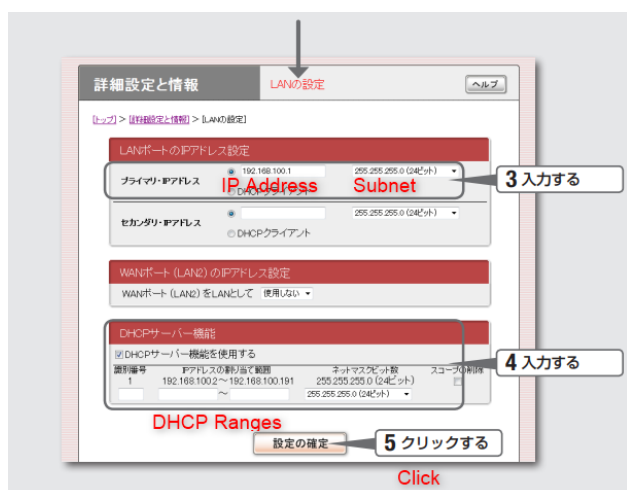 詳細設定と情報
LANの設定
ヘルプ
[トップ] > [詳細設定と情報] > [LANの設定]
LANポートのIPアドレス設定
プライマリ・IPアドレス
192.168.100.1
255.255.255.0 (24ビット)
DHCPクライアント
IP Address
Subnet
3 入力する
セカンダリ・IPアドレス
255.255.255.0 (24ビット)
DHCPクライアント
WANポート (LAN2) のIPアドレス設定
WANポート (LAN2) をLANとして 使用しない
DHCPサーバー機能
DHCPサーバー機能を使用する
4 入力する
識別番号 IPアドレスの割り当て範囲 ネットマスクビット数 スコープの削除
1 192.168.100.2～192.168.100.191 255.255.255.0 (24ビット)
～ 255.255.255.0 (24ビット)
DHCP Ranges
設定の確定
5 クリックする
Click